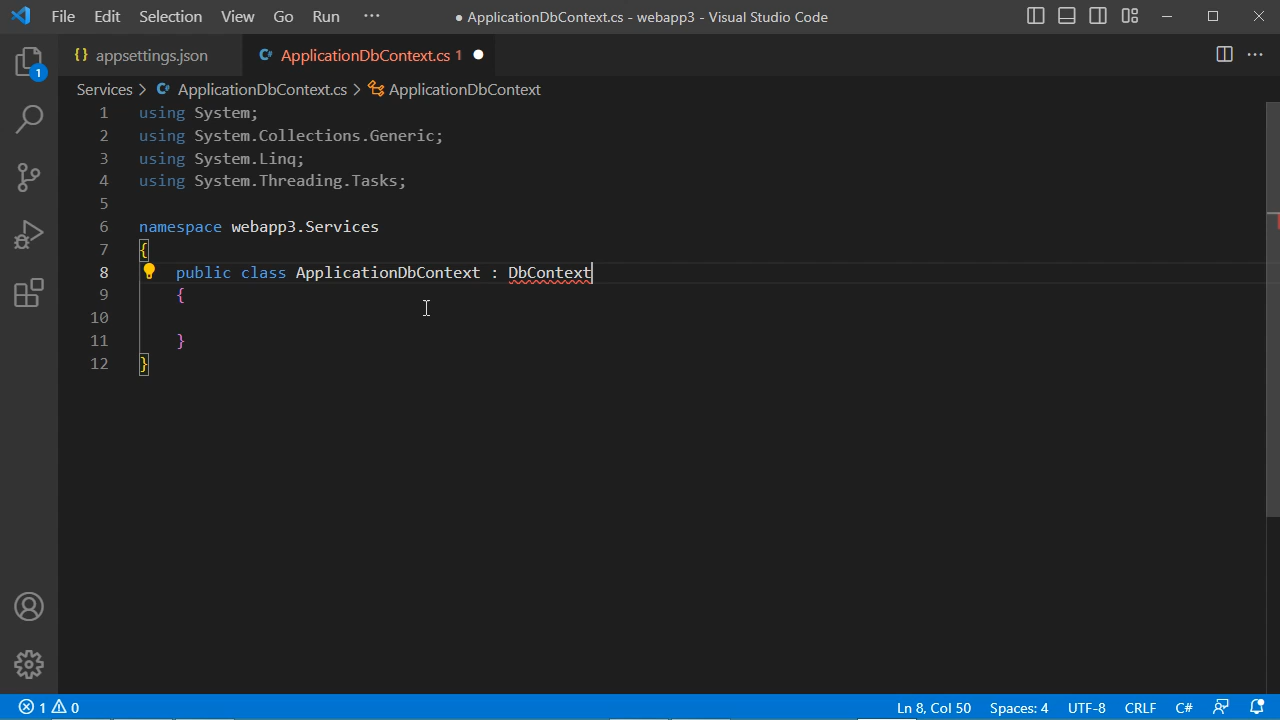 File Edit Selection View Go Run ··· ● ApplicationDbContext.cs - webapp3 - Visual Studio Code
{} appsettings.json C# ApplicationDbContext.cs 1 ●
Services > C# ApplicationDbContext.cs > ApplicationDbContext
1
1 using System;
2 using System.Collections.Generic;
3 using System.Linq;
4 using System.Threading.Tasks;
5
6 namespace webapp3.Services
7 {
8 public class ApplicationDbContext : DbContext
9 {
10
11 }
12 }
1 0 Ln 8, Col 50 Spaces: 4 UTF-8 CRLF C#